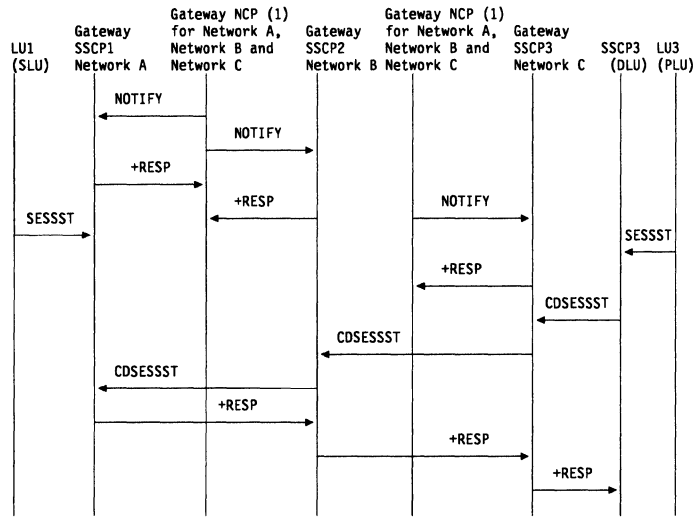 LU1
(SLU)
Gateway
SSCP1
Network A
Gateway NCP (1)
for Network A,
Network B and
Network C
Gateway
SSCP2
Network B
Gateway NCP (1)
for Network A,
Network B and
Network C
Gateway
SSCP3
Network C
SSCP3
(DLU)
LU3
(PLU)
NOTIFY
NOTIFY
+RESP
+RESP
NOTIFY
SESSST
SESSST
+RESP
CDSESSST
CDSESSST
CDSESSST
+RESP
+RESP
+RESP